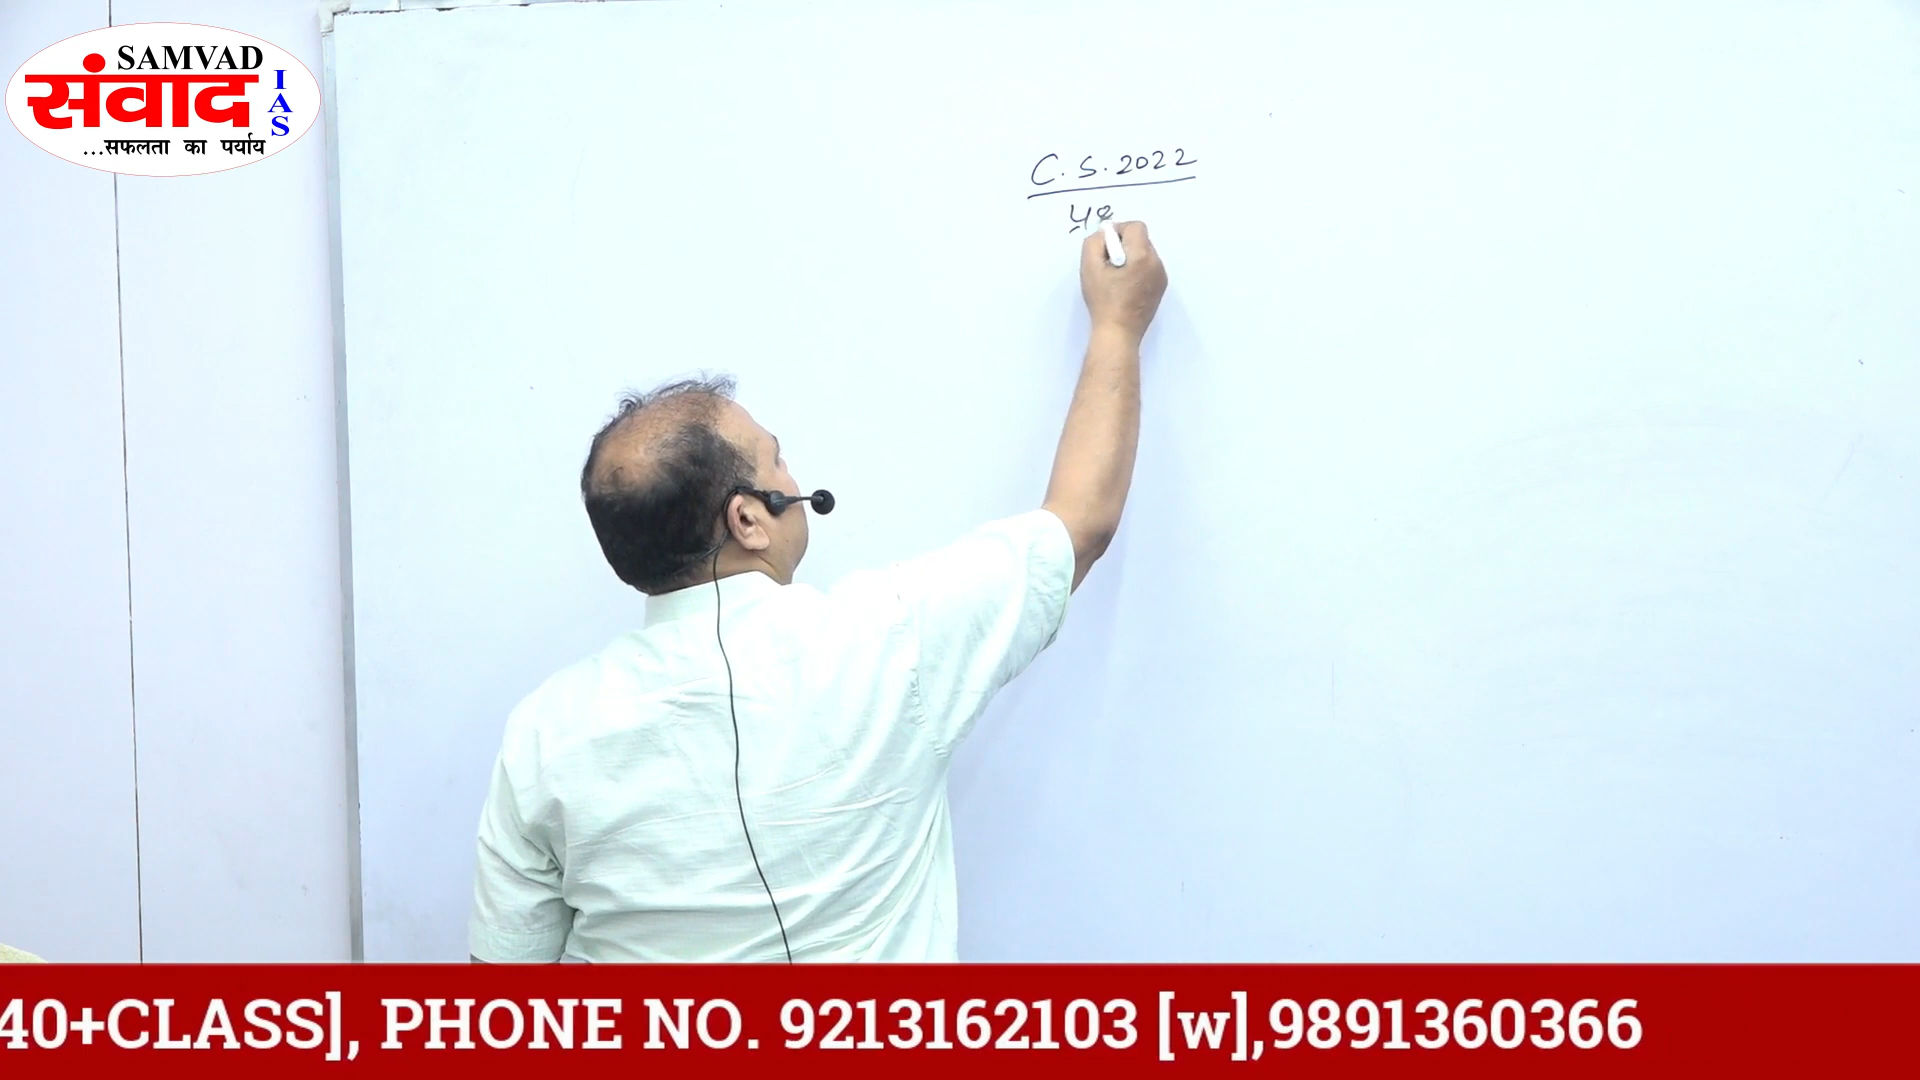 SAMVAD
संवाद
IAS
...सफलता का पर्याय
C. S. 2022
40+CLASS], PHONE NO. 9213162103 [w],9891360366